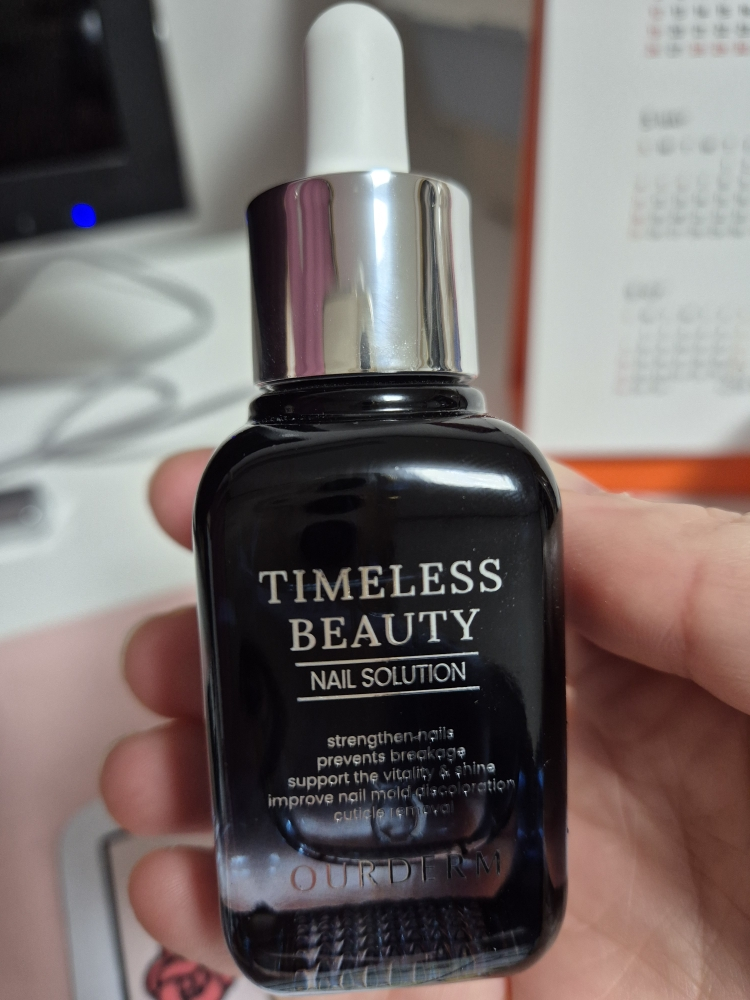 TIMELESS
BEAUTY
NAIL SOLUTION
strengthen nails
prevents breakage
support the vitality & shine
improve nail mold discoloration
cuticle removal
OURDERM